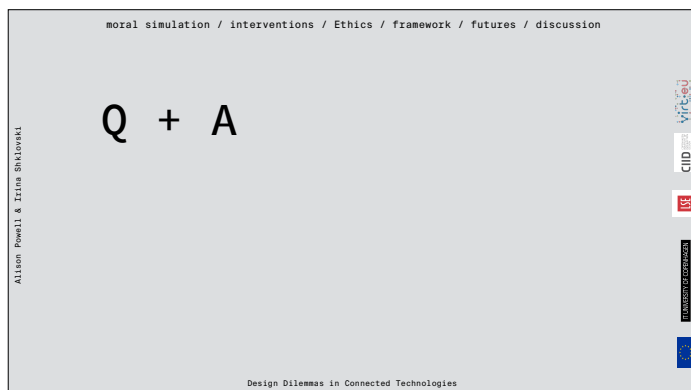 moral simulation / interventions / Ethics / framework / futures / discussion
Q + A
Alison Powell & Irina Shklovski
virt-eu
CIID
LSE
IT UNIVERSITY OF COPENHAGEN
Design Dilemmas in Connected Technologies